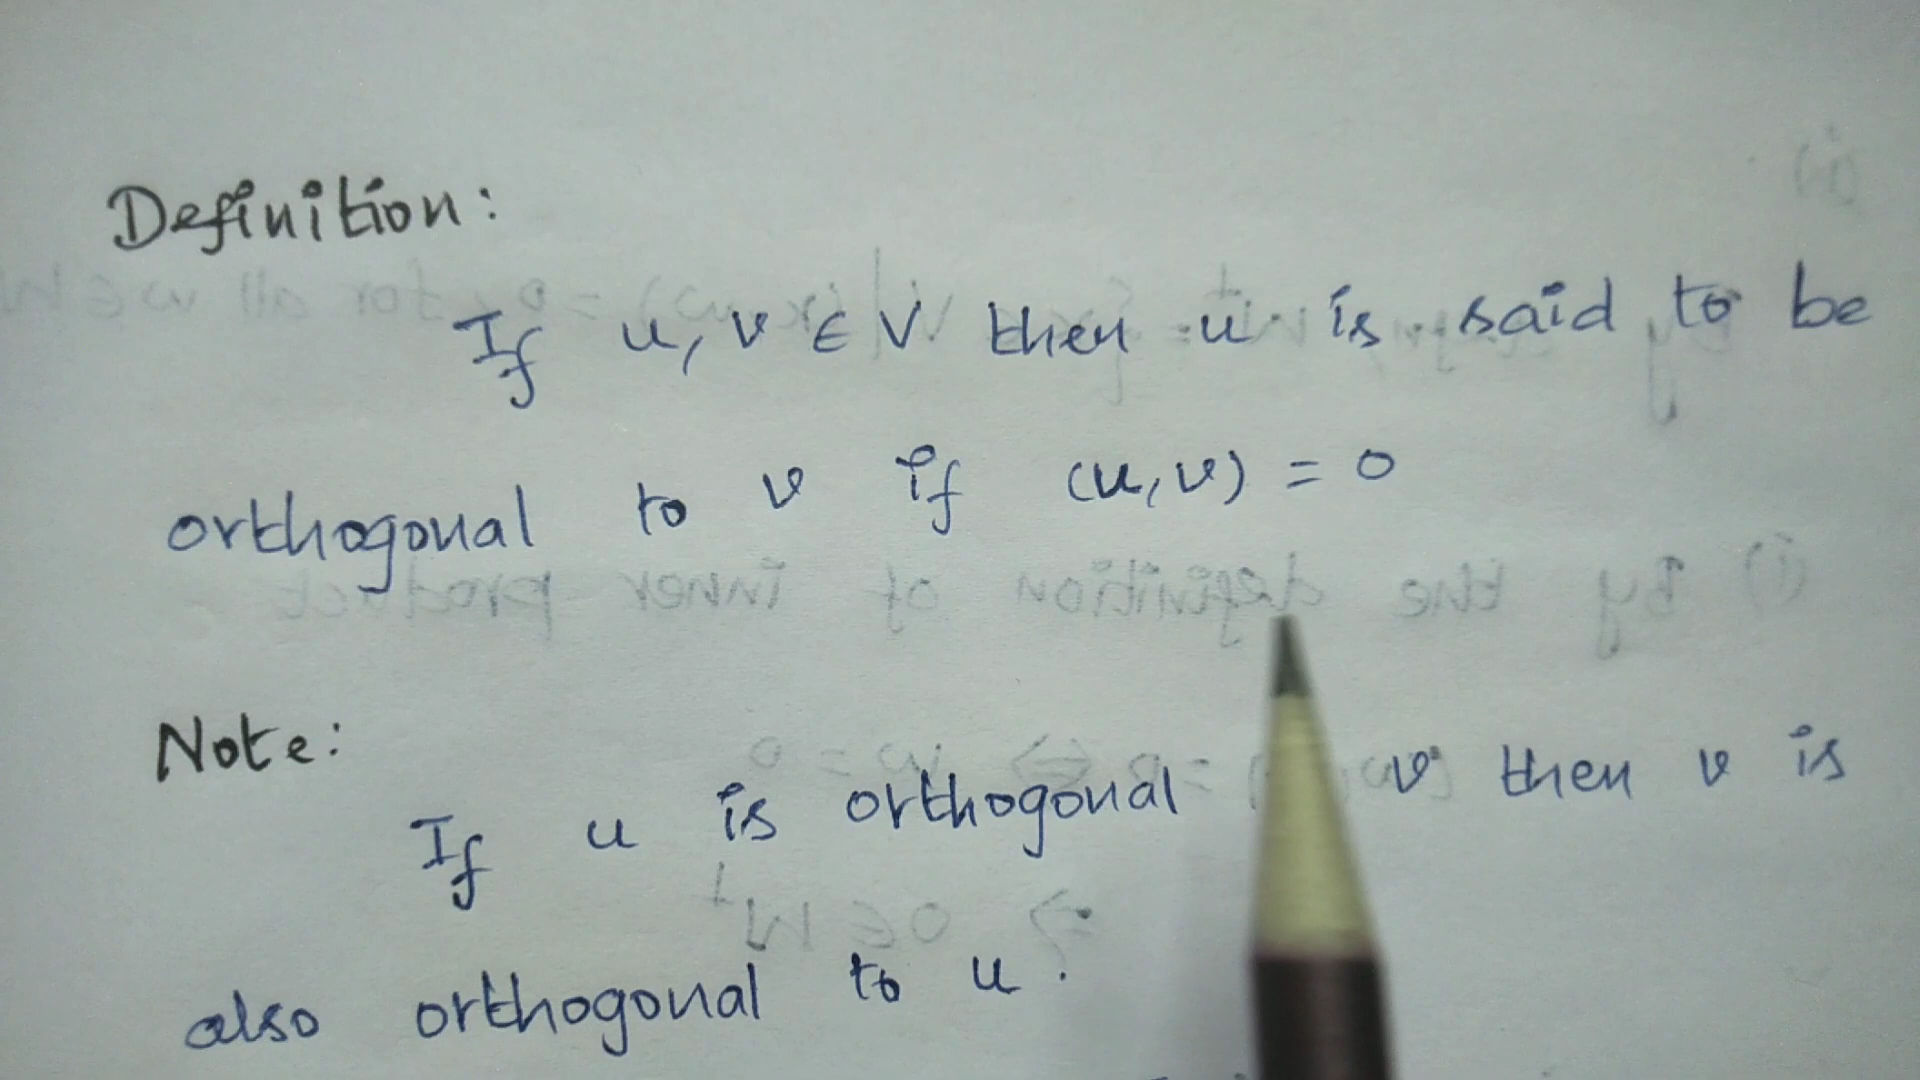 Definition:
If u, v ∈ V then u is said to be
orthogonal to v if (u,v) = 0
Note:
If u is orthogonal v then v is
also orthogonal to u.